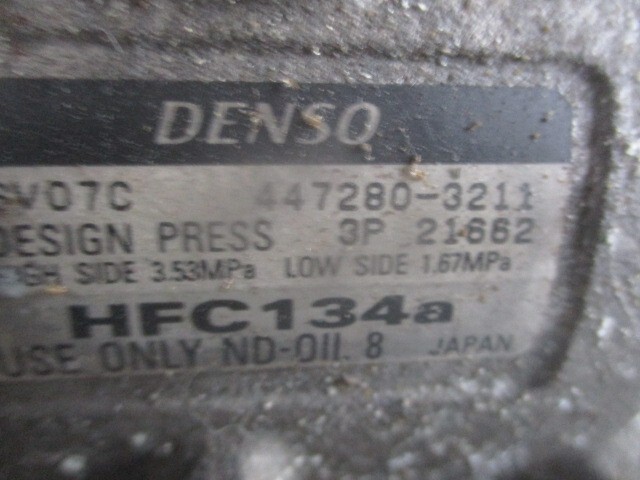 DENSO
SV07C 447280-3211
DESIGN PRESS 3P 21662
HIGH SIDE 3.53MPa LOW SIDE 1.67MPa
HFC134a
USE ONLY ND-OIL 8 JAPAN